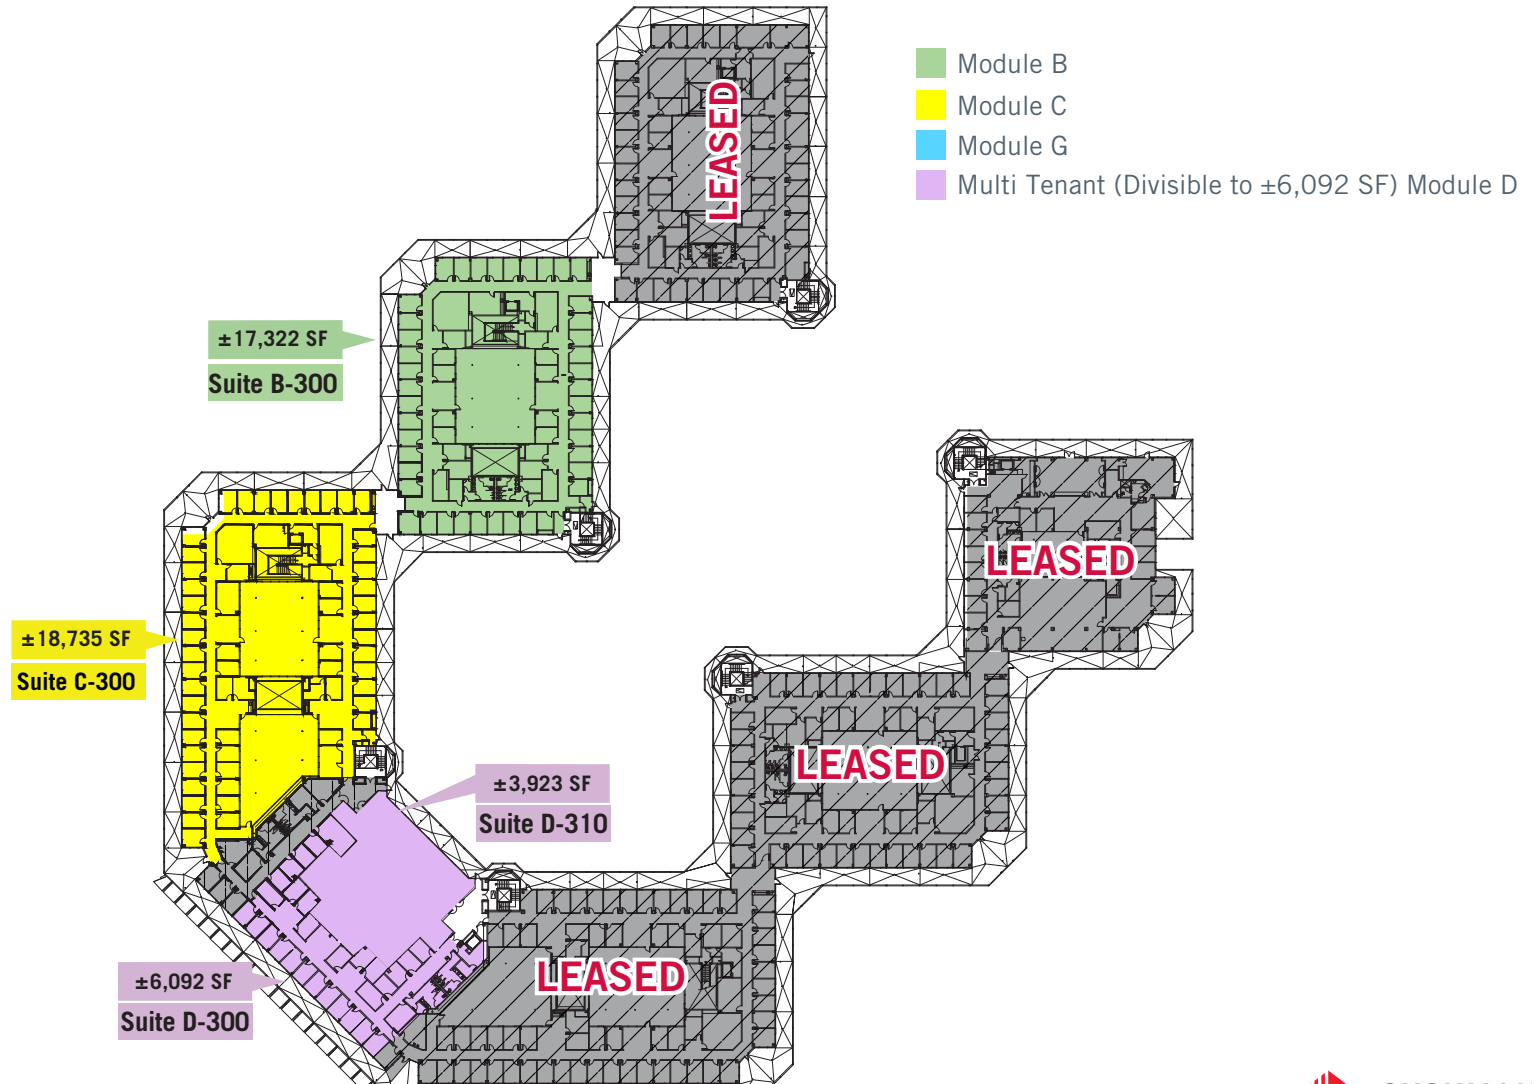 Module B
Module C
Module G
Multi Tenant (Divisible to ±6,092 SF) Module D
LEASED
±17,322 SF
Suite B-300
LEASED
±18,735 SF
Suite C-300
LEASED
±3,923 SF
Suite D-310
LEASED
±6,092 SF
Suite D-300